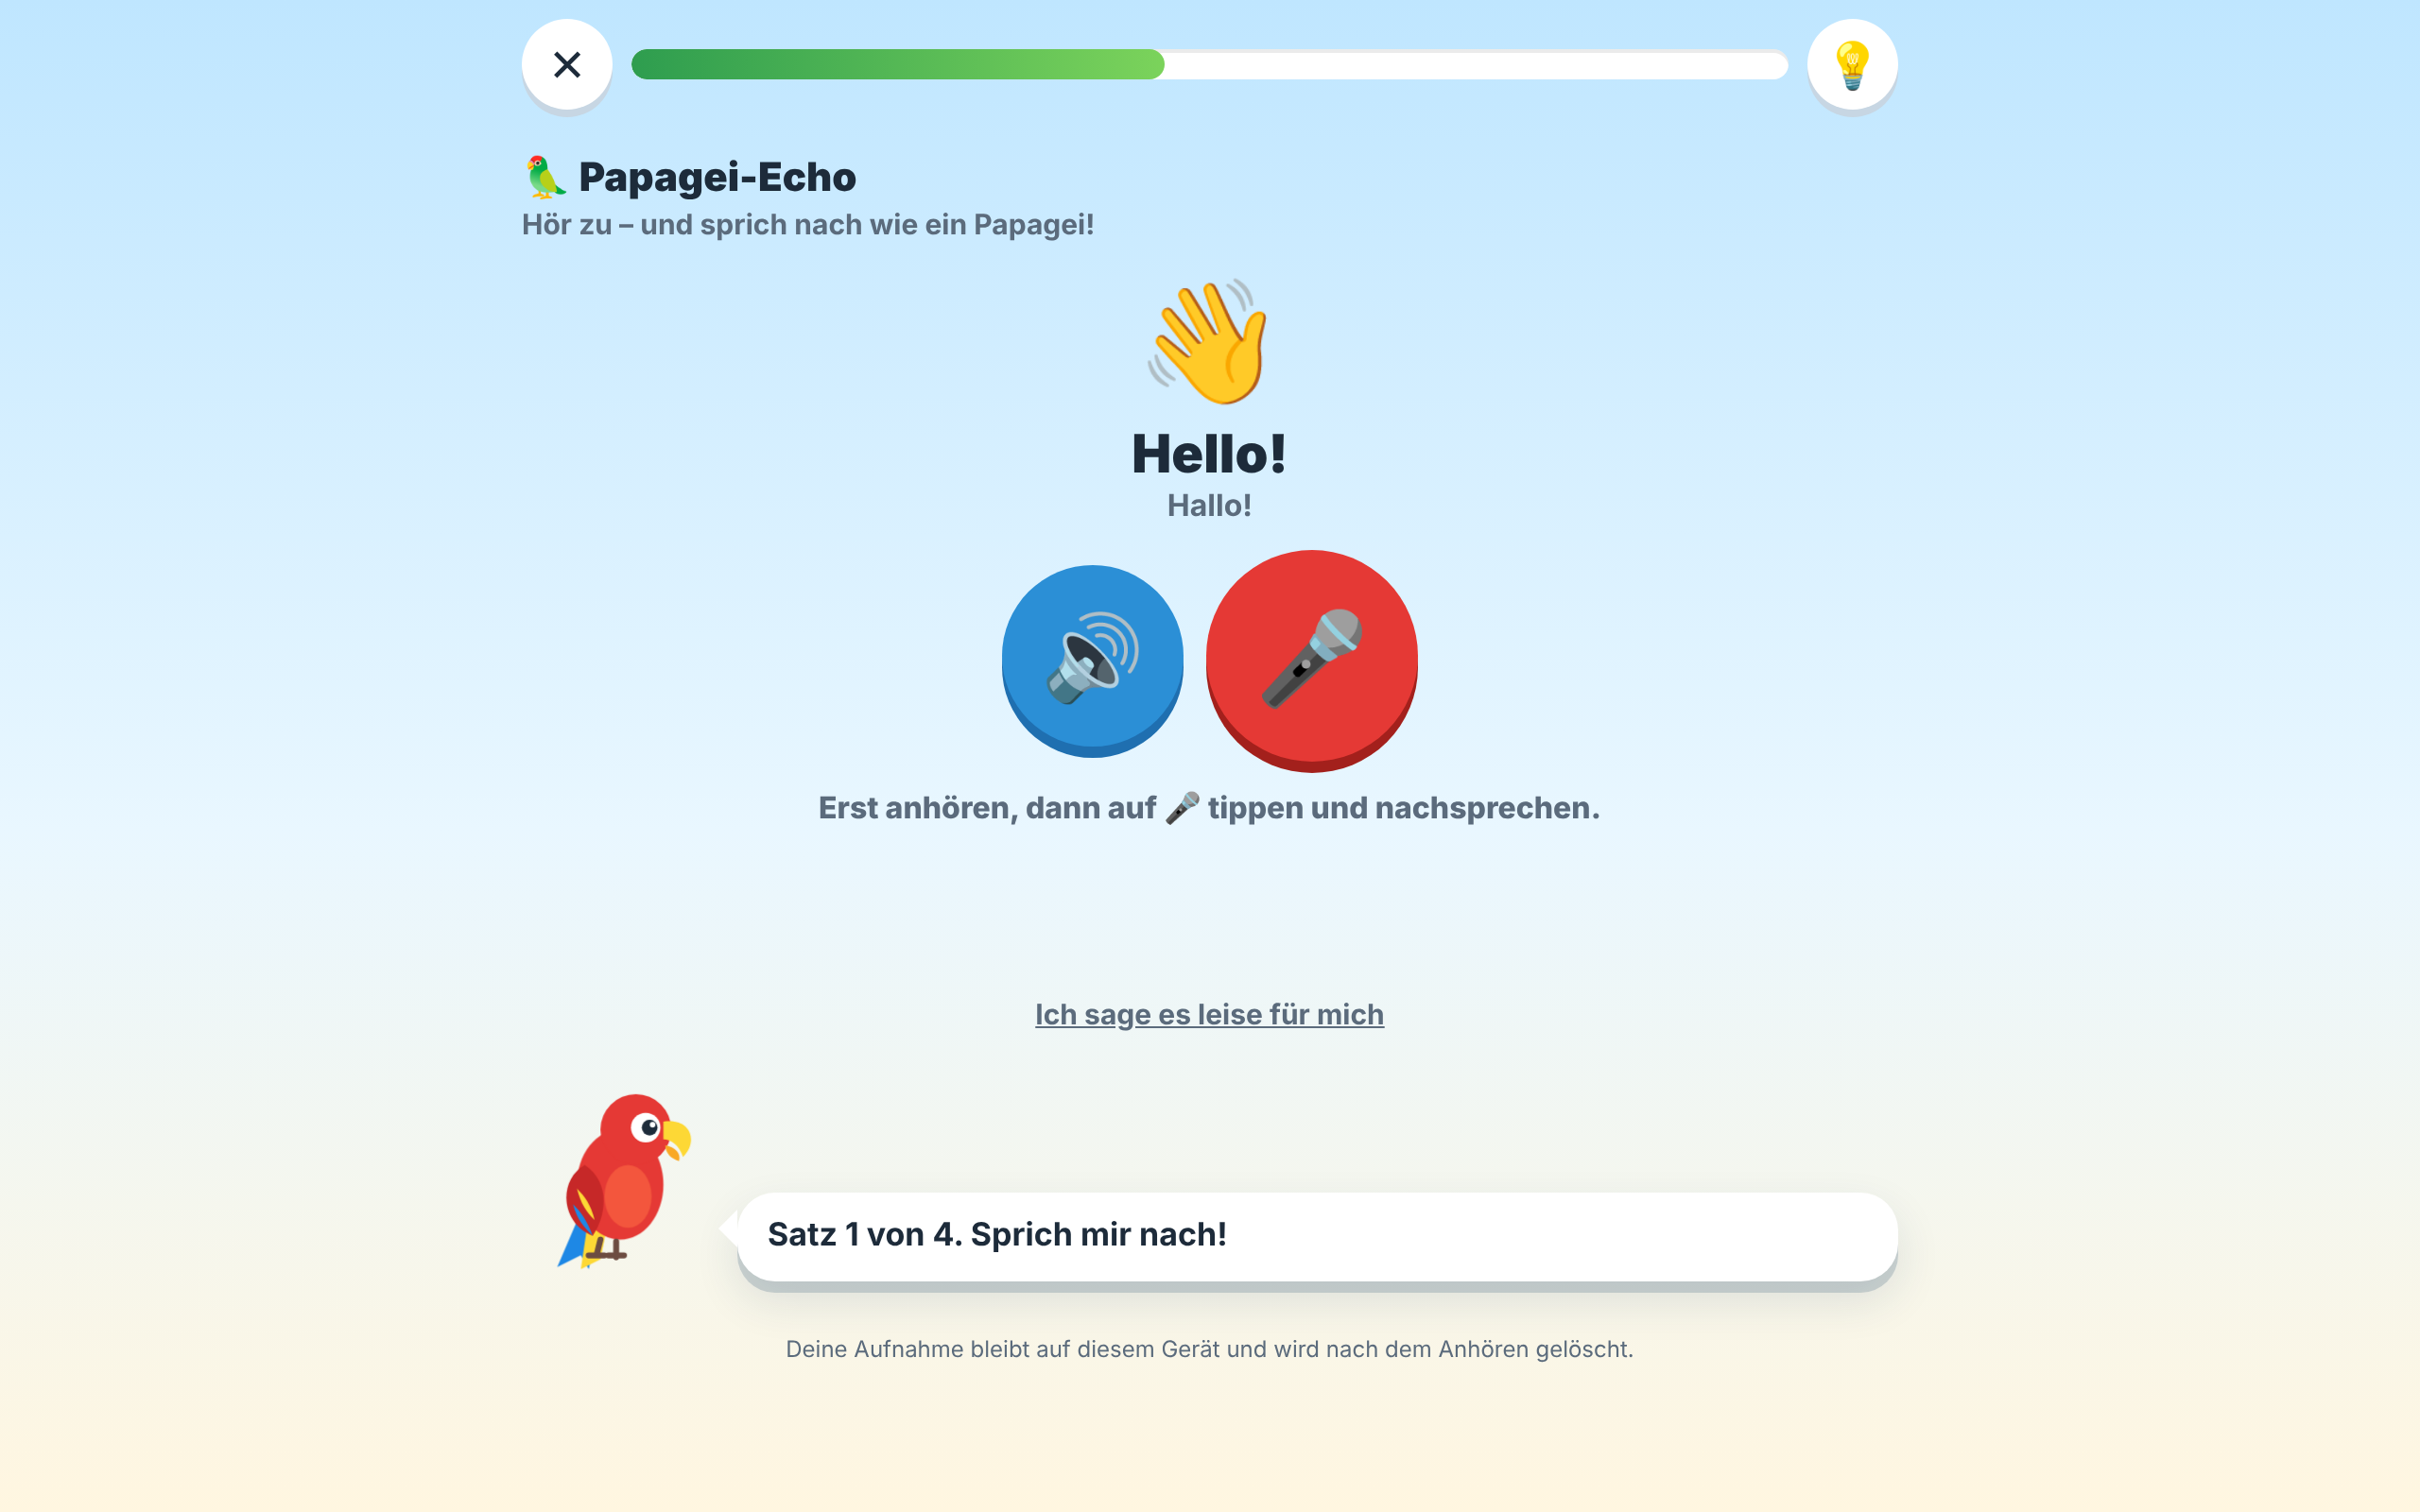 Papagei-Echo
Hör zu – und sprich nach wie ein Papagei!
Hello!
Hallo!
Erst anhören, dann auf 🎤 tippen und nachsprechen.
Ich sage es leise für mich
Satz 1 von 4. Sprich mir nach!
Deine Aufnahme bleibt auf diesem Gerät und wird nach dem Anhören gelöscht.